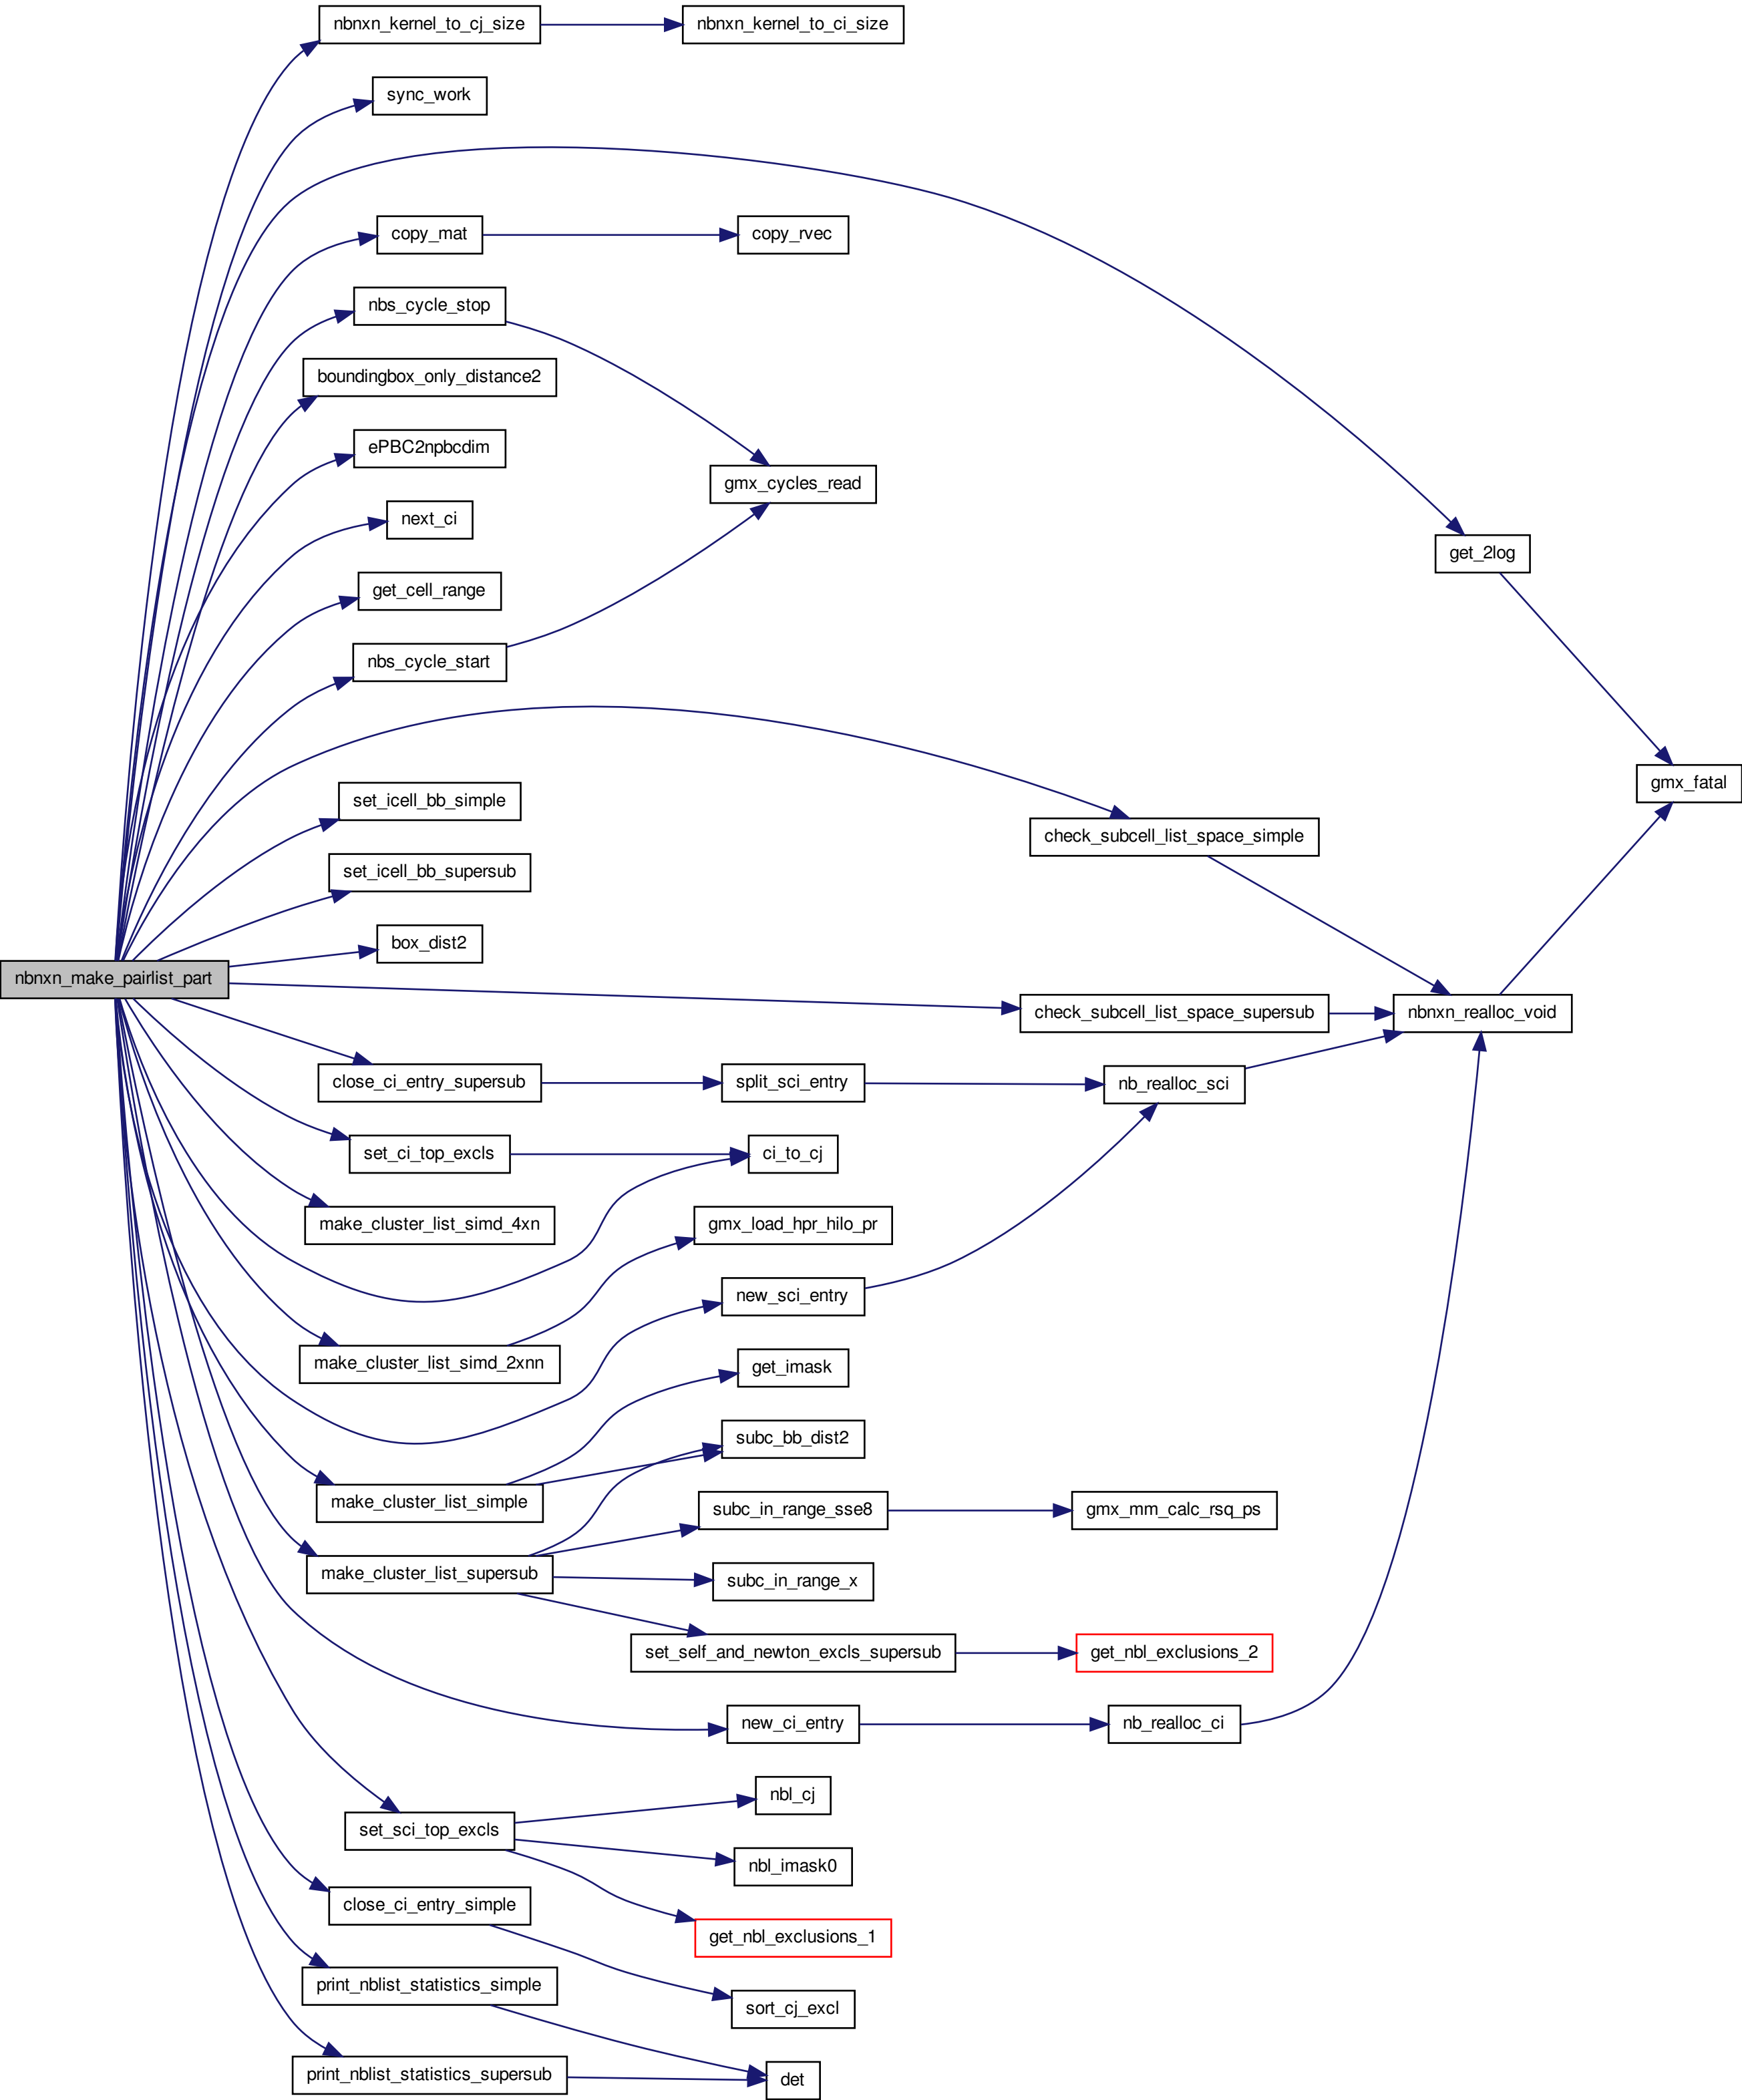 nbnxn_kernel_to_cj_size
nbnxn_kernel_to_ci_size
sync_work
copy_mat
copy_rvec
nbs_cycle_stop
boundingbox_only_distance2
ePBC2npbcdim
gmx_cycles_read
next_ci
get_2log
get_cell_range
nbs_cycle_start
gmx_fatal
set_icell_bb_simple
check_subcell_list_space_simple
set_icell_bb_supersub
box_dist2
nbnxn_make_pairlist_part
check_subcell_list_space_supersub
nbnxn_realloc_void
close_ci_entry_supersub
split_sci_entry
nb_realloc_sci
set_ci_top_excls
ci_to_cj
make_cluster_list_simd_4xn
gmx_load_hpr_hilo_pr
new_sci_entry
make_cluster_list_simd_2xnn
get_imask
subc_bb_dist2
make_cluster_list_simple
subc_in_range_sse8
gmx_mm_calc_rsq_ps
make_cluster_list_supersub
subc_in_range_x
set_self_and_newton_excls_supersub
get_nbl_exclusions_2
new_ci_entry
nb_realloc_ci
nbl_cj
set_sci_top_excls
nbl_imask0
close_ci_entry_simple
get_nbl_exclusions_1
print_nblist_statistics_simple
sort_cj_excl
print_nblist_statistics_supersub
det